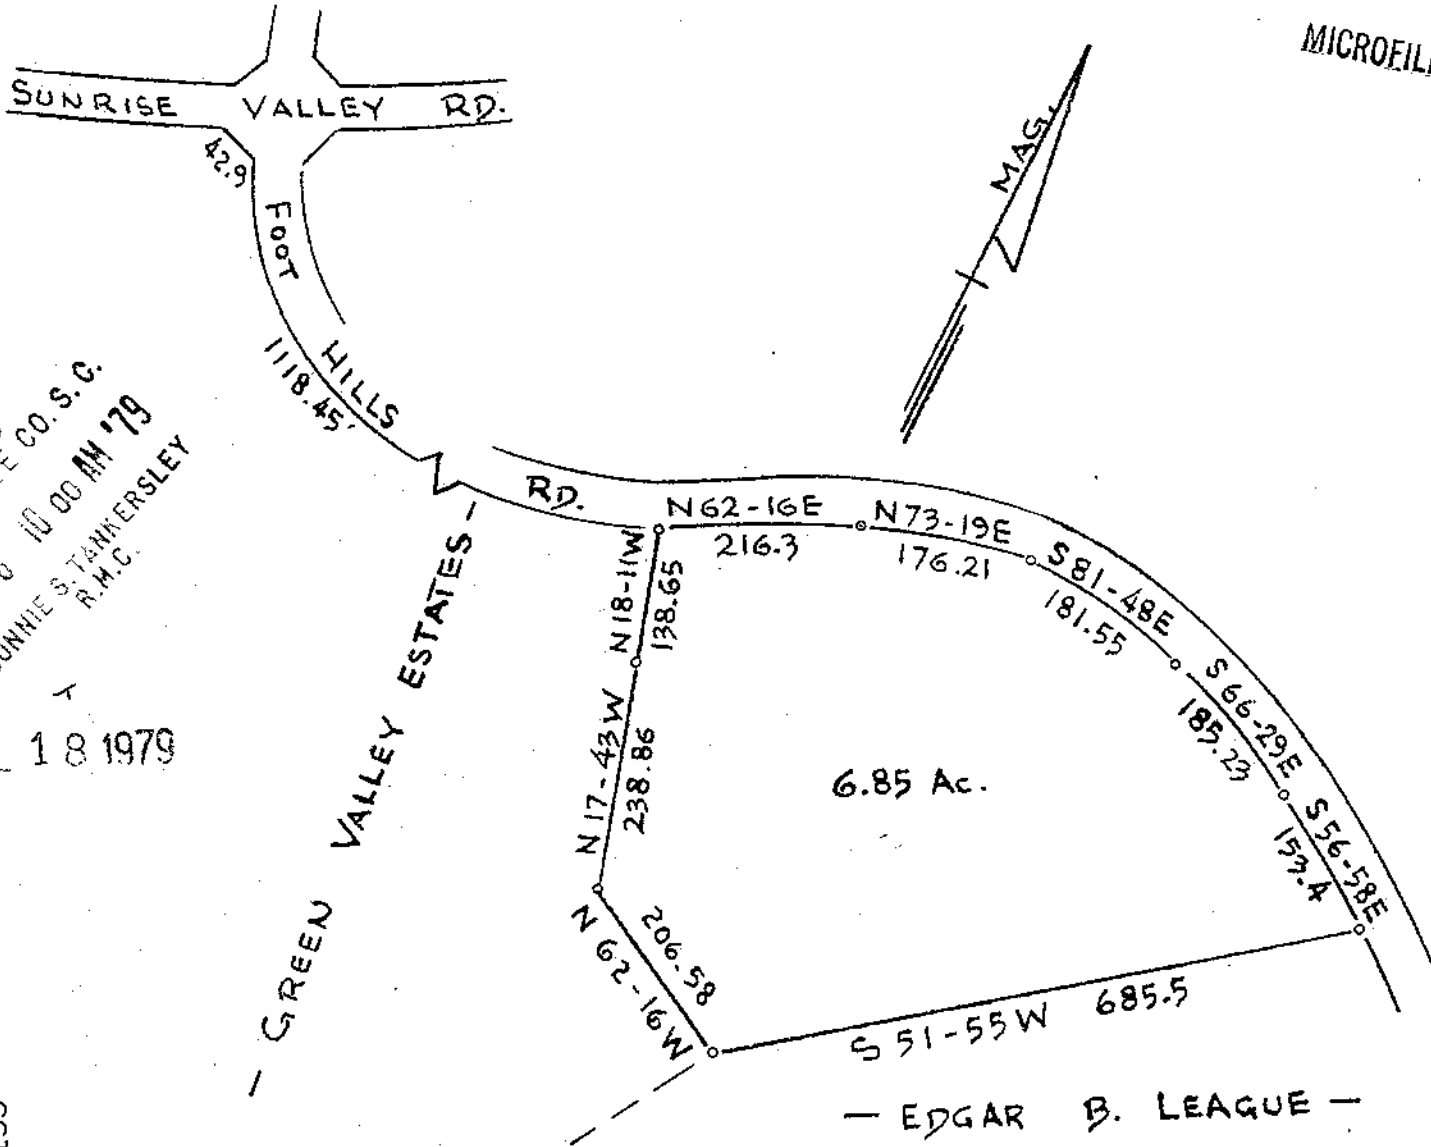 MICROFIL
SUNRISE VALLEY RD.
42.9
FOOT HILLS RD.
1118.45'
MAG.
CO. S. C.
10 00 AM '79
S. TANKERSLEY
R.M.C.
18 1979
N62-16E
216.3
N73-19E
176.21
S81-48E
181.55
S66-29E
185.23
S56-58E
153.4
N18-11W
138.65
N17-43W
238.86
N62-16W
206.58
6.85 Ac.
S51-55W 685.5
— GREEN VALLEY ESTATES —
— EDGAR B. LEAGUE —